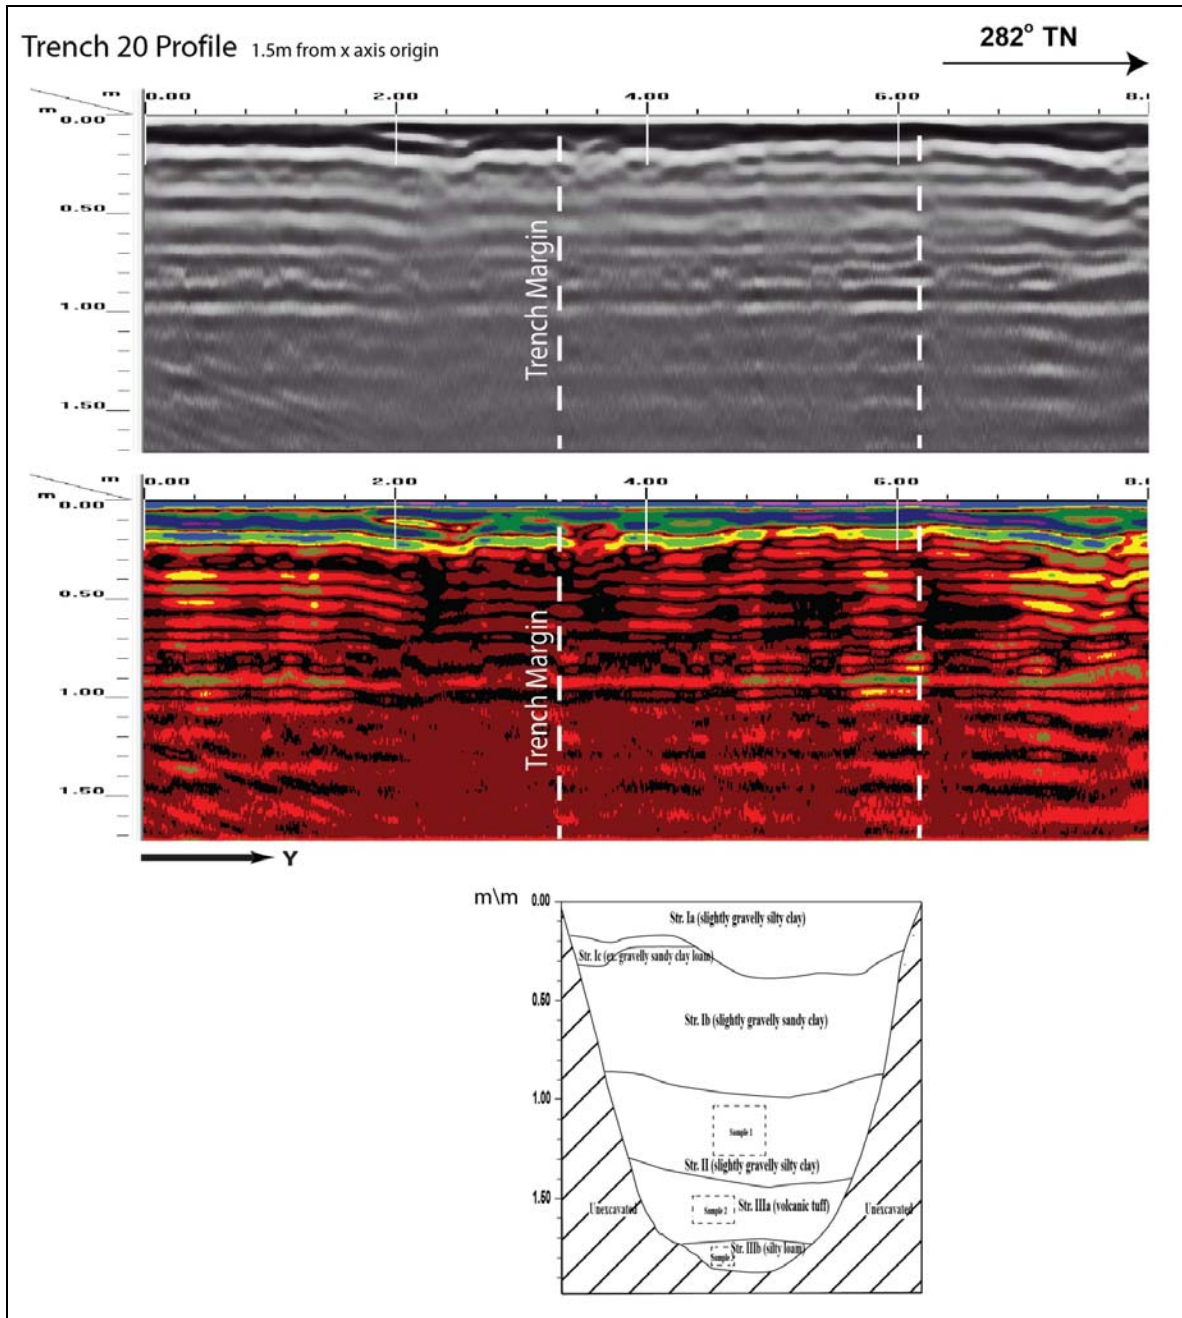 Trench 20 Profile 1.5m from x axis origin
282° TN
m 0.00 2.00 4.00 6.00 8.0
m
0.00
0.50
1.00
1.50
Trench Margin
m 0.00 2.00 4.00 6.00 8.0
m
0.00
0.50
1.00
1.50
Trench Margin
Y
m\m 0.00
Str. Ia (slightly gravelly silty clay)
Str. Ic (ex. gravelly sandy clay loam)
0.50
Str. Ib (slightly gravelly sandy clay)
1.00
Sample 1
Str. II (slightly gravelly silty clay)
1.50
Unexcavated
Sample 2
Str. IIIa (volcanic tuff)
Unexcavated
Str. IIIb (silty loam)
Sample